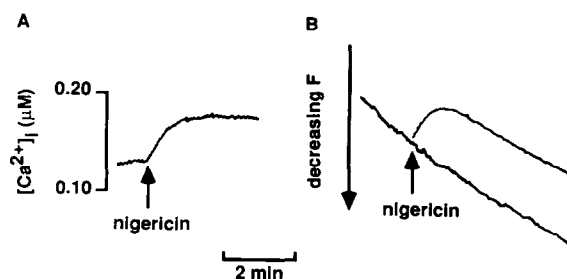 A
B
0.20
0.10
[Ca²⁺]i (μM)
nigericin
decreasing F
nigericin
2 min